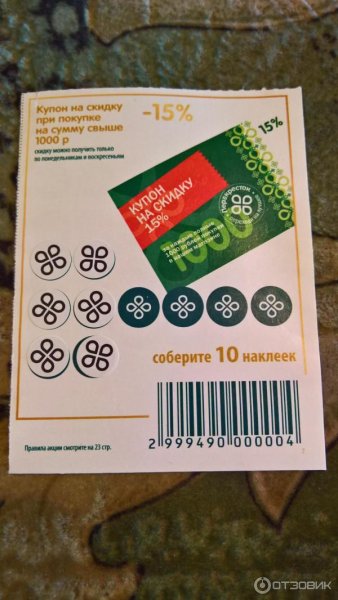 Купон на скидку
при покупке
на сумму свыше
1000 р
-15%
скидку можно получить только
по понедельникам и воскресеньям
15%
КУПОН
НА СКИДКУ
15%
1000
перекресток
соберите 10 наклеек
2 999490 000004
Правила акции смотрите на 23 стр.
ОТЗОВИК